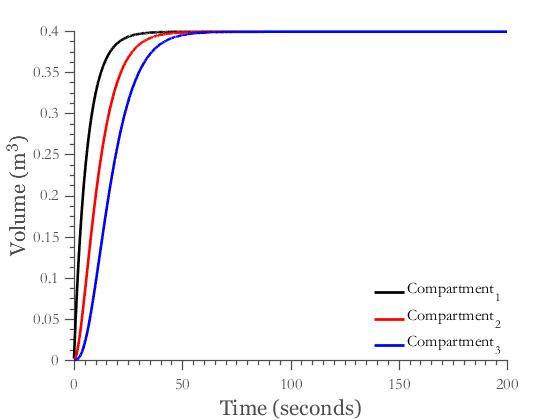 0.4
0.35
0.3
0.25
0.2
0.15
0.1
0.05
0
Volume (m³)
Compartment₁
Compartment₂
Compartment₃
0 50 100 150 200
Time (seconds)